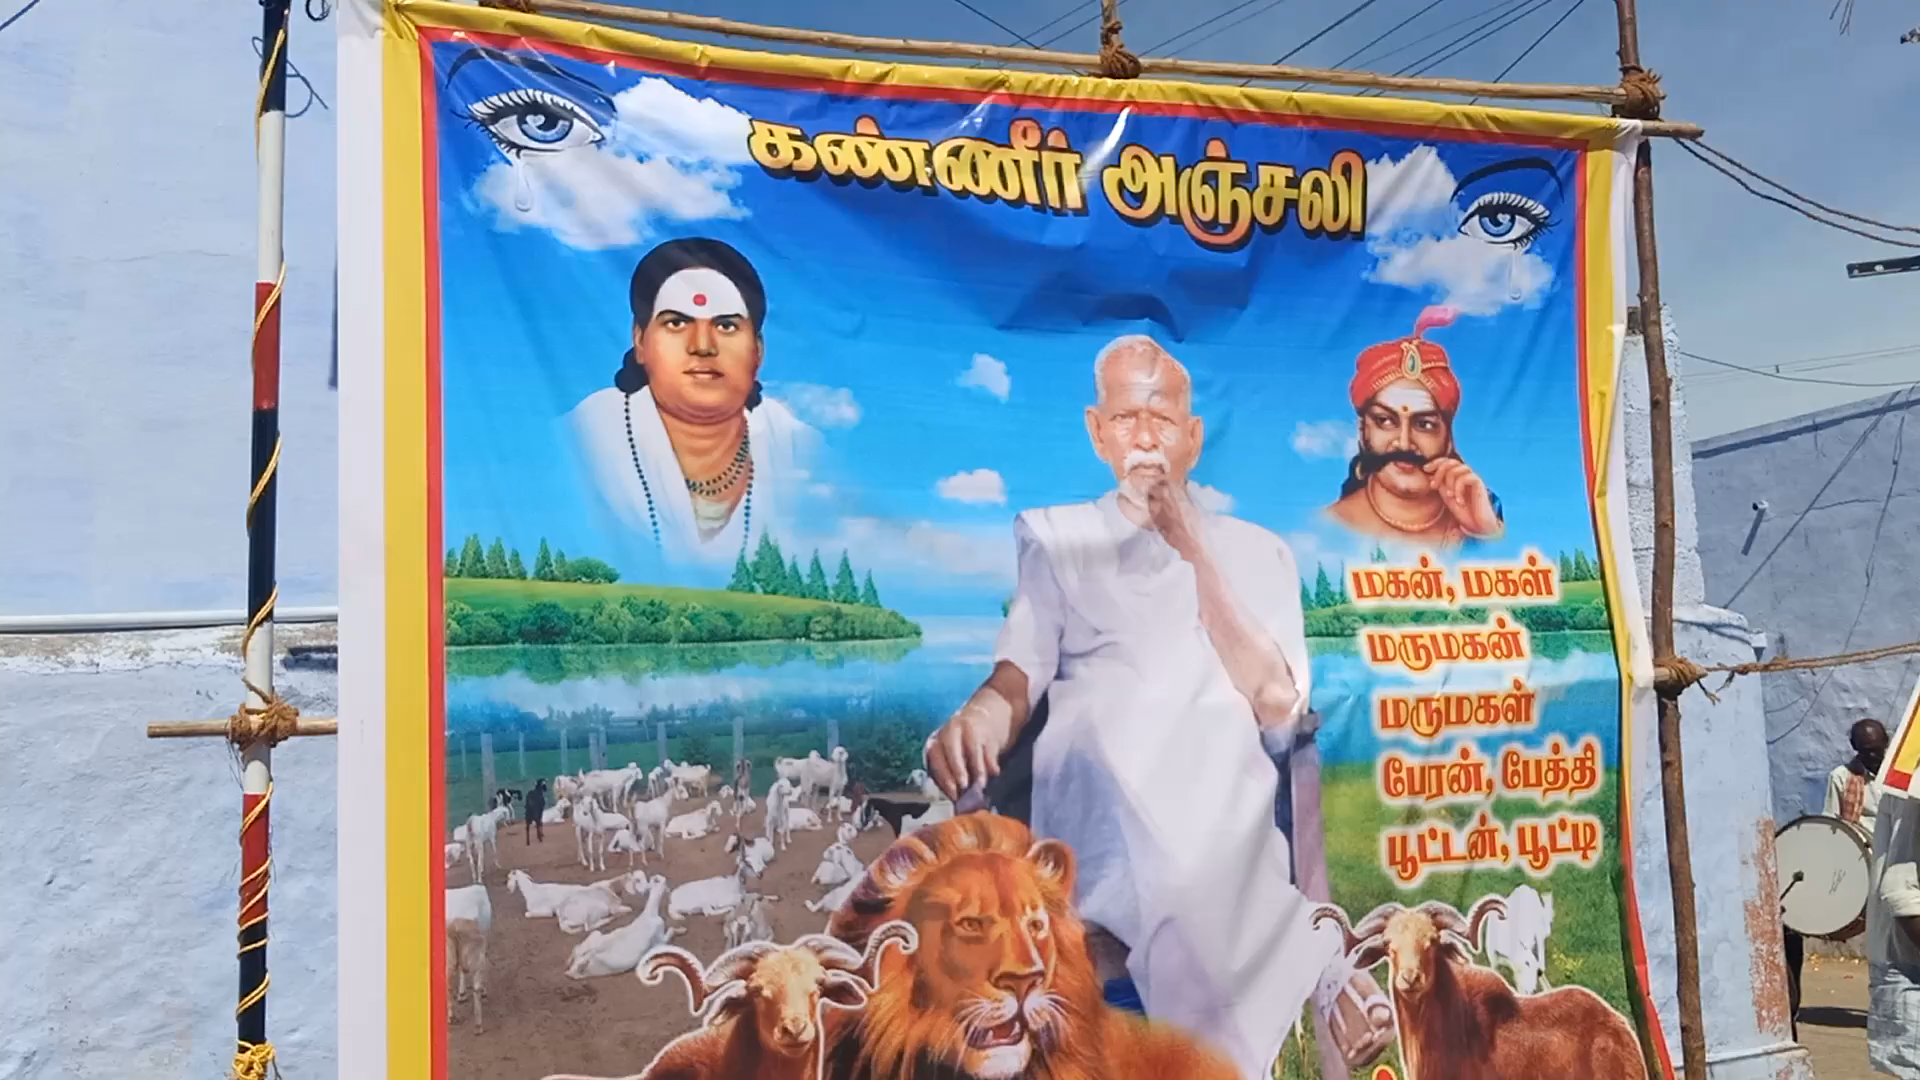 கண்ணீர் அஞ்சலி
மகன், மகள்
மருமகன்
மருமகள்
பேரன், பேத்தி
பூட்டன், பூட்டி